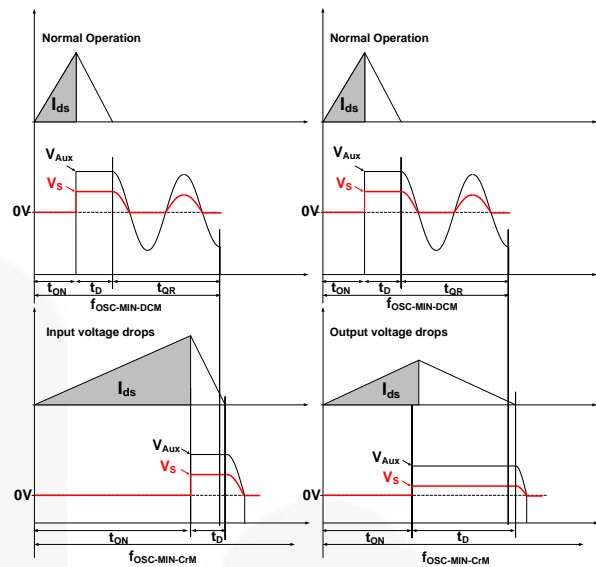 Normal Operation
Ids
VAux
VS
0V
tON
tD
tQR
fOSC-MIN-DCM
Normal Operation
Ids
VAux
VS
0V
tON
tD
tQR
fOSC-MIN-DCM
Input voltage drops
Ids
VAux
VS
0V
tON
tD
fOSC-MIN-CrM
Output voltage drops
Ids
VAux
VS
0V
tON
tD
fOSC-MIN-CrM